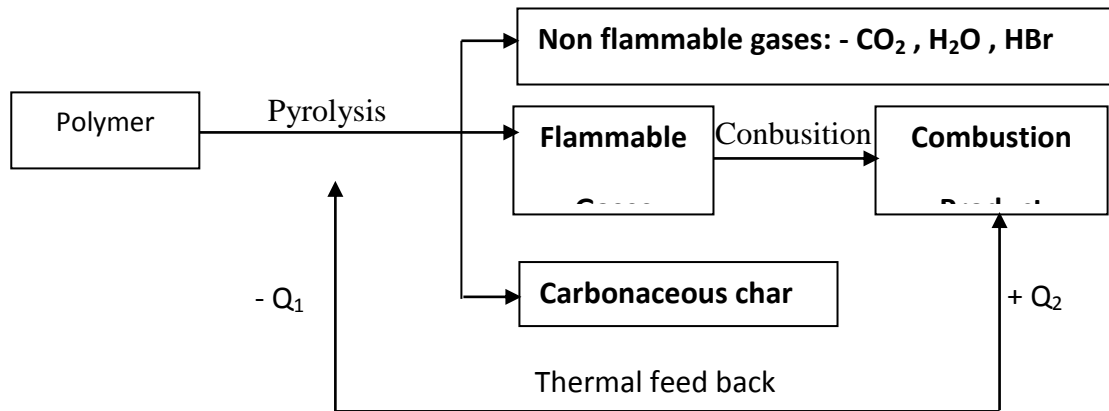 Non flammable gases: - CO₂ , H₂O , HBr
Polymer
Pyrolysis
Flammable
Conbusition
Combustion
Carbonaceous char
- Q₁
+ Q₂
Thermal feed back